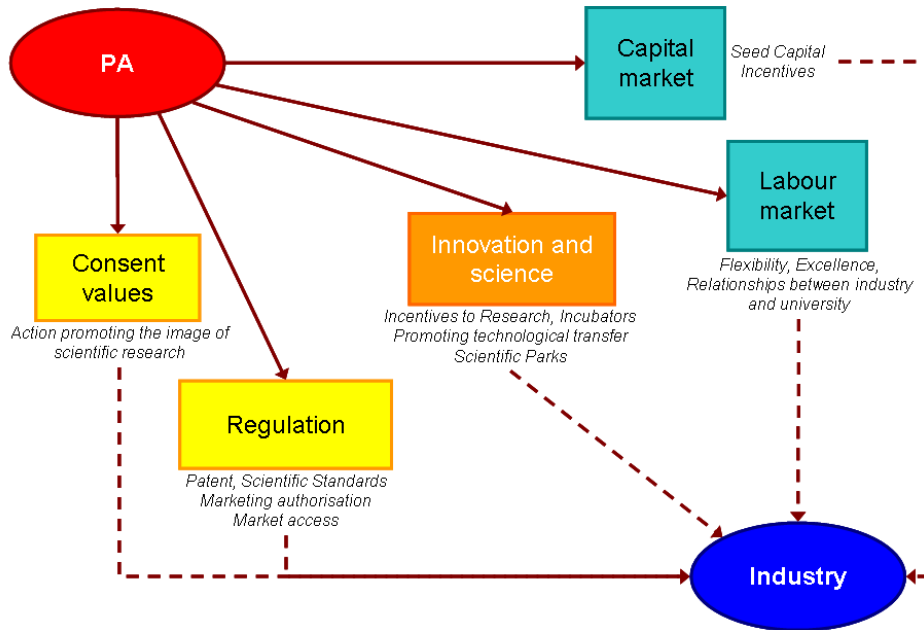 PA
Capital
market
Seed Capital
Incentives
Labour
market
Flexibility, Excellence,
Relationships between industry
and university
Innovation and
science
Incentives to Research, Incubators
Promoting technological transfer
Scientific Parks
Consent
values
Action promoting the image of
scientific research
Regulation
Patent, Scientific Standards
Marketing authorisation
Market access
Industry